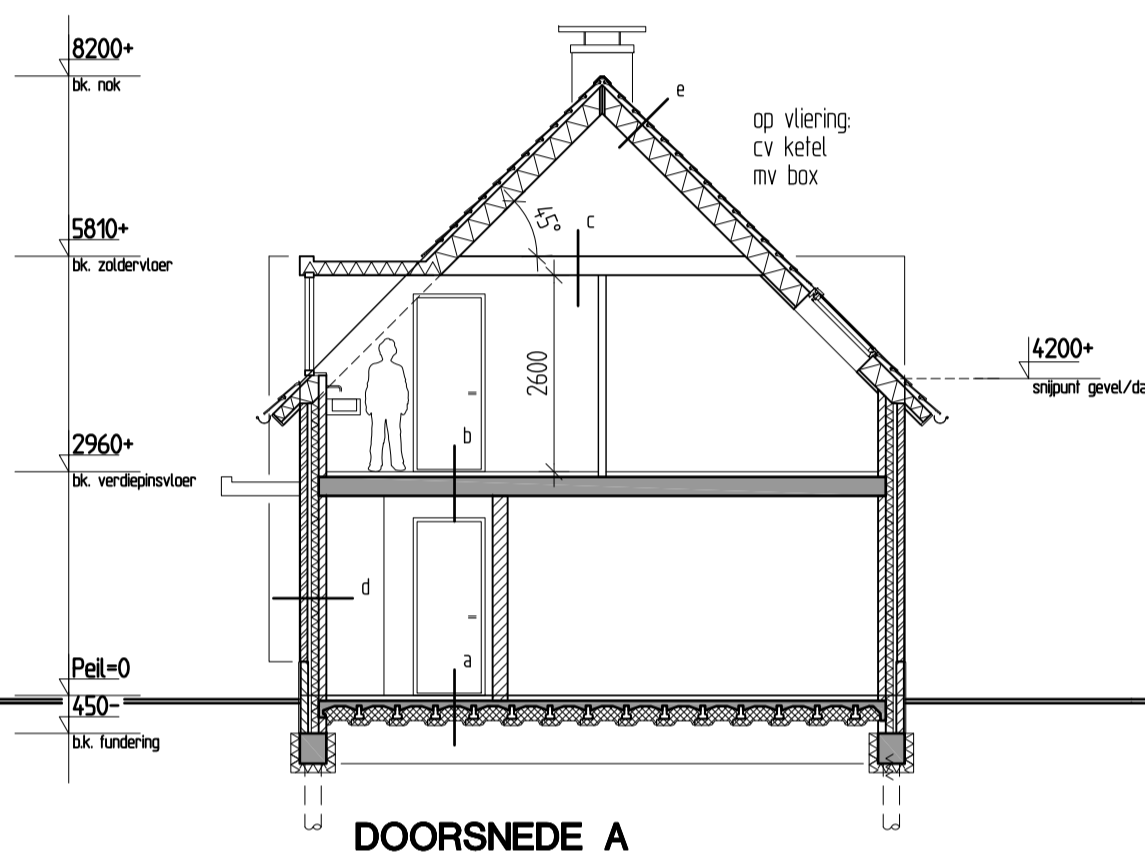 8200+
bk. nok
e
op vliering:
cv ketel
mv box
5810+
bk. zoldervloer
45°
c
4200+
snijpunt gevel/da
2600
2960+
bk. verdiepinsvloer
b
d
Peil=0
a
450-
b.k. fundering
DOORSNEDE A